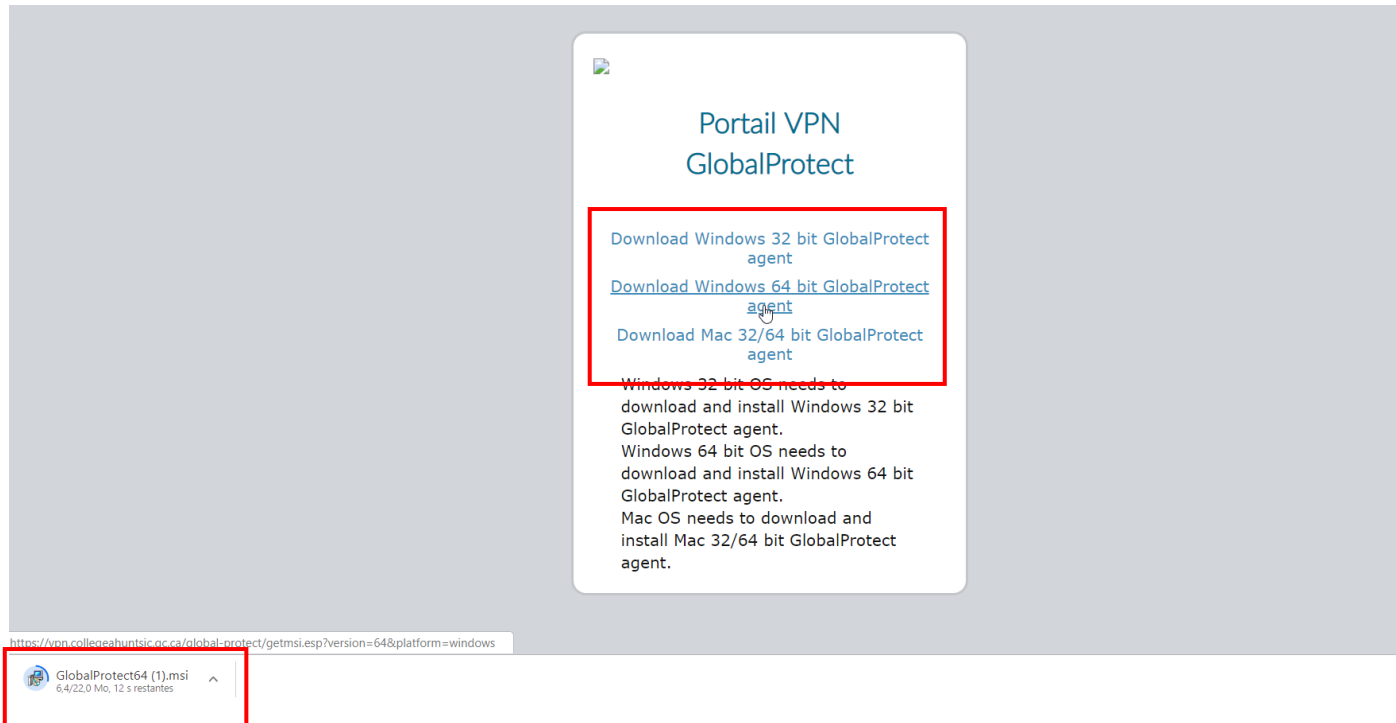 Portail VPN
GlobalProtect
Download Windows 32 bit GlobalProtect
agent
Download Windows 64 bit GlobalProtect
agent
Download Mac 32/64 bit GlobalProtect
agent
Windows 32 bit OS needs to
download and install Windows 32 bit
GlobalProtect agent.
Windows 64 bit OS needs to
download and install Windows 64 bit
GlobalProtect agent.
Mac OS needs to download and
install Mac 32/64 bit GlobalProtect
agent.
https://vpn.collegeahuntsic.qc.ca/global-protect/getmsi.esp?version=64&platform=windows
GlobalProtect64 (1).msi
6,4/22,0 Mo, 12 s restantes